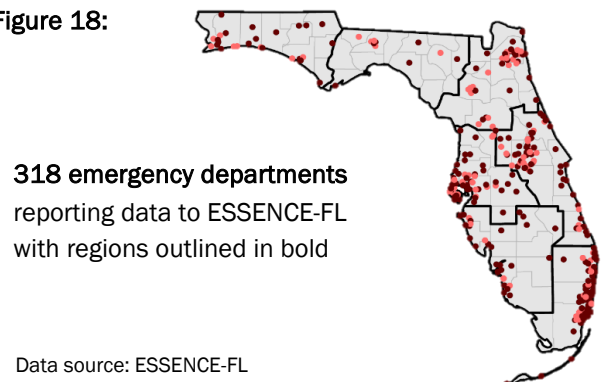 Figure 18:
318 emergency departments
reporting data to ESSENCE-FL
with regions outlined in bold
Data source: ESSENCE-FL